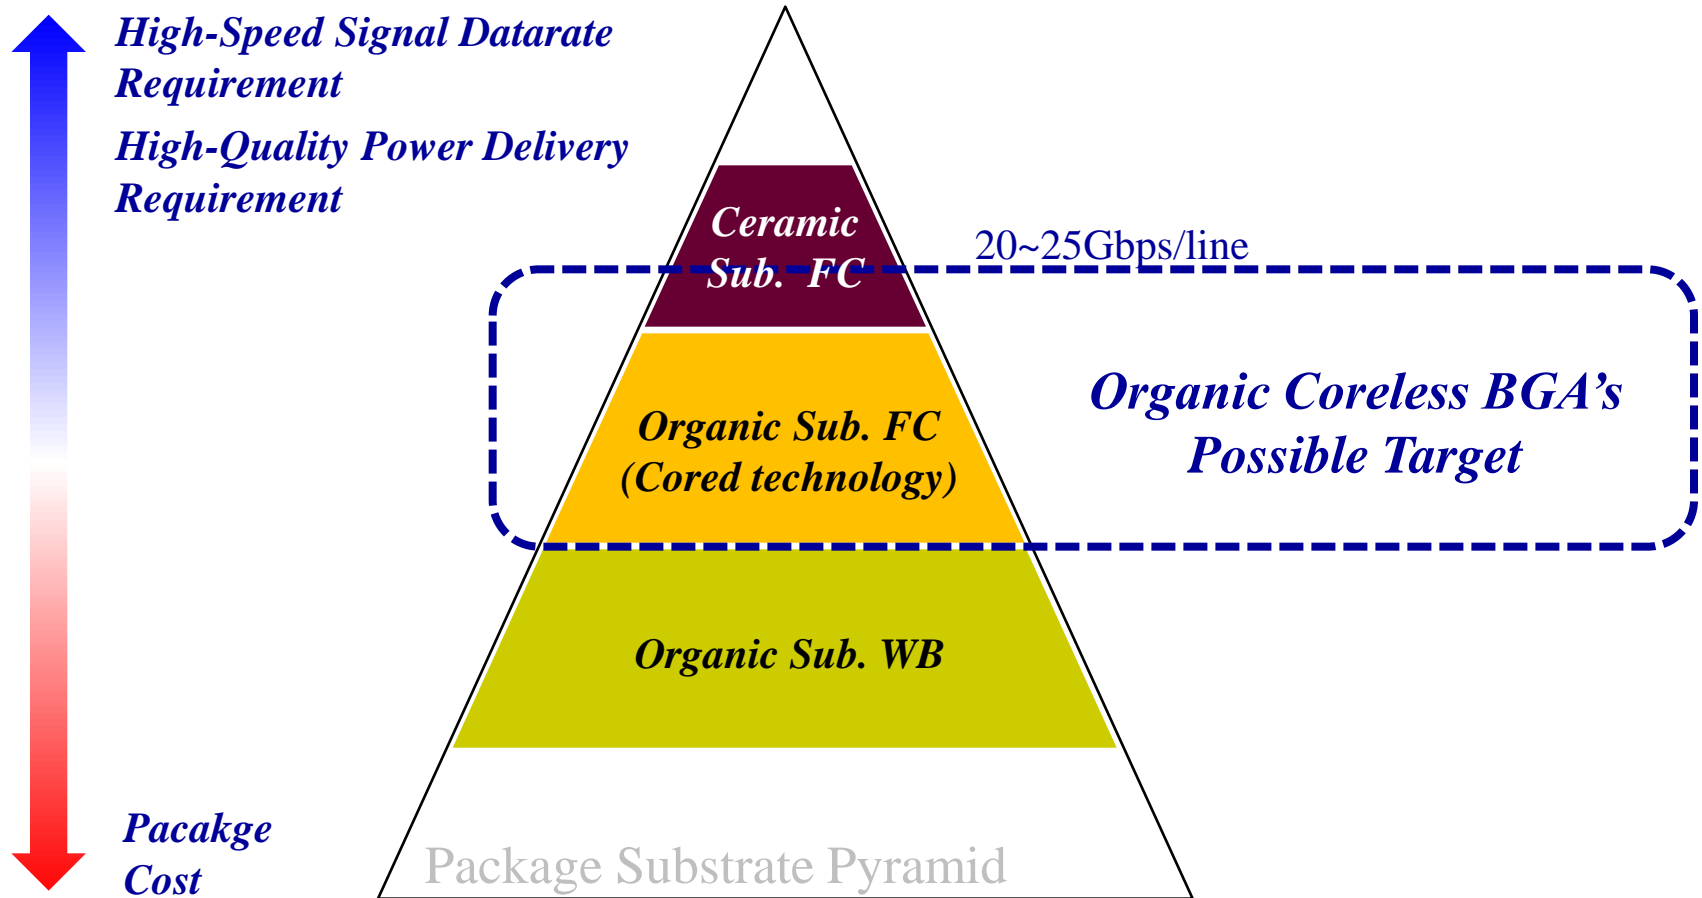 High-Speed Signal Datarate
Requirement
High-Quality Power Delivery
Requirement
Ceramic
Sub. FC
20~25Gbps/line
Organic Sub. FC
(Cored technology)
Organic Coreless BGA's
Possible Target
Organic Sub. WB
Pacakge
Cost
Package Substrate Pyramid